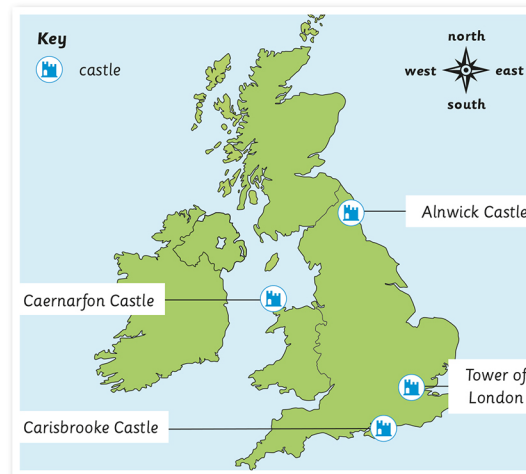 Key
castle
north
west
east
south
Alnwick Castle
Caernarfon Castle
Tower of
London
Carisbrooke Castle